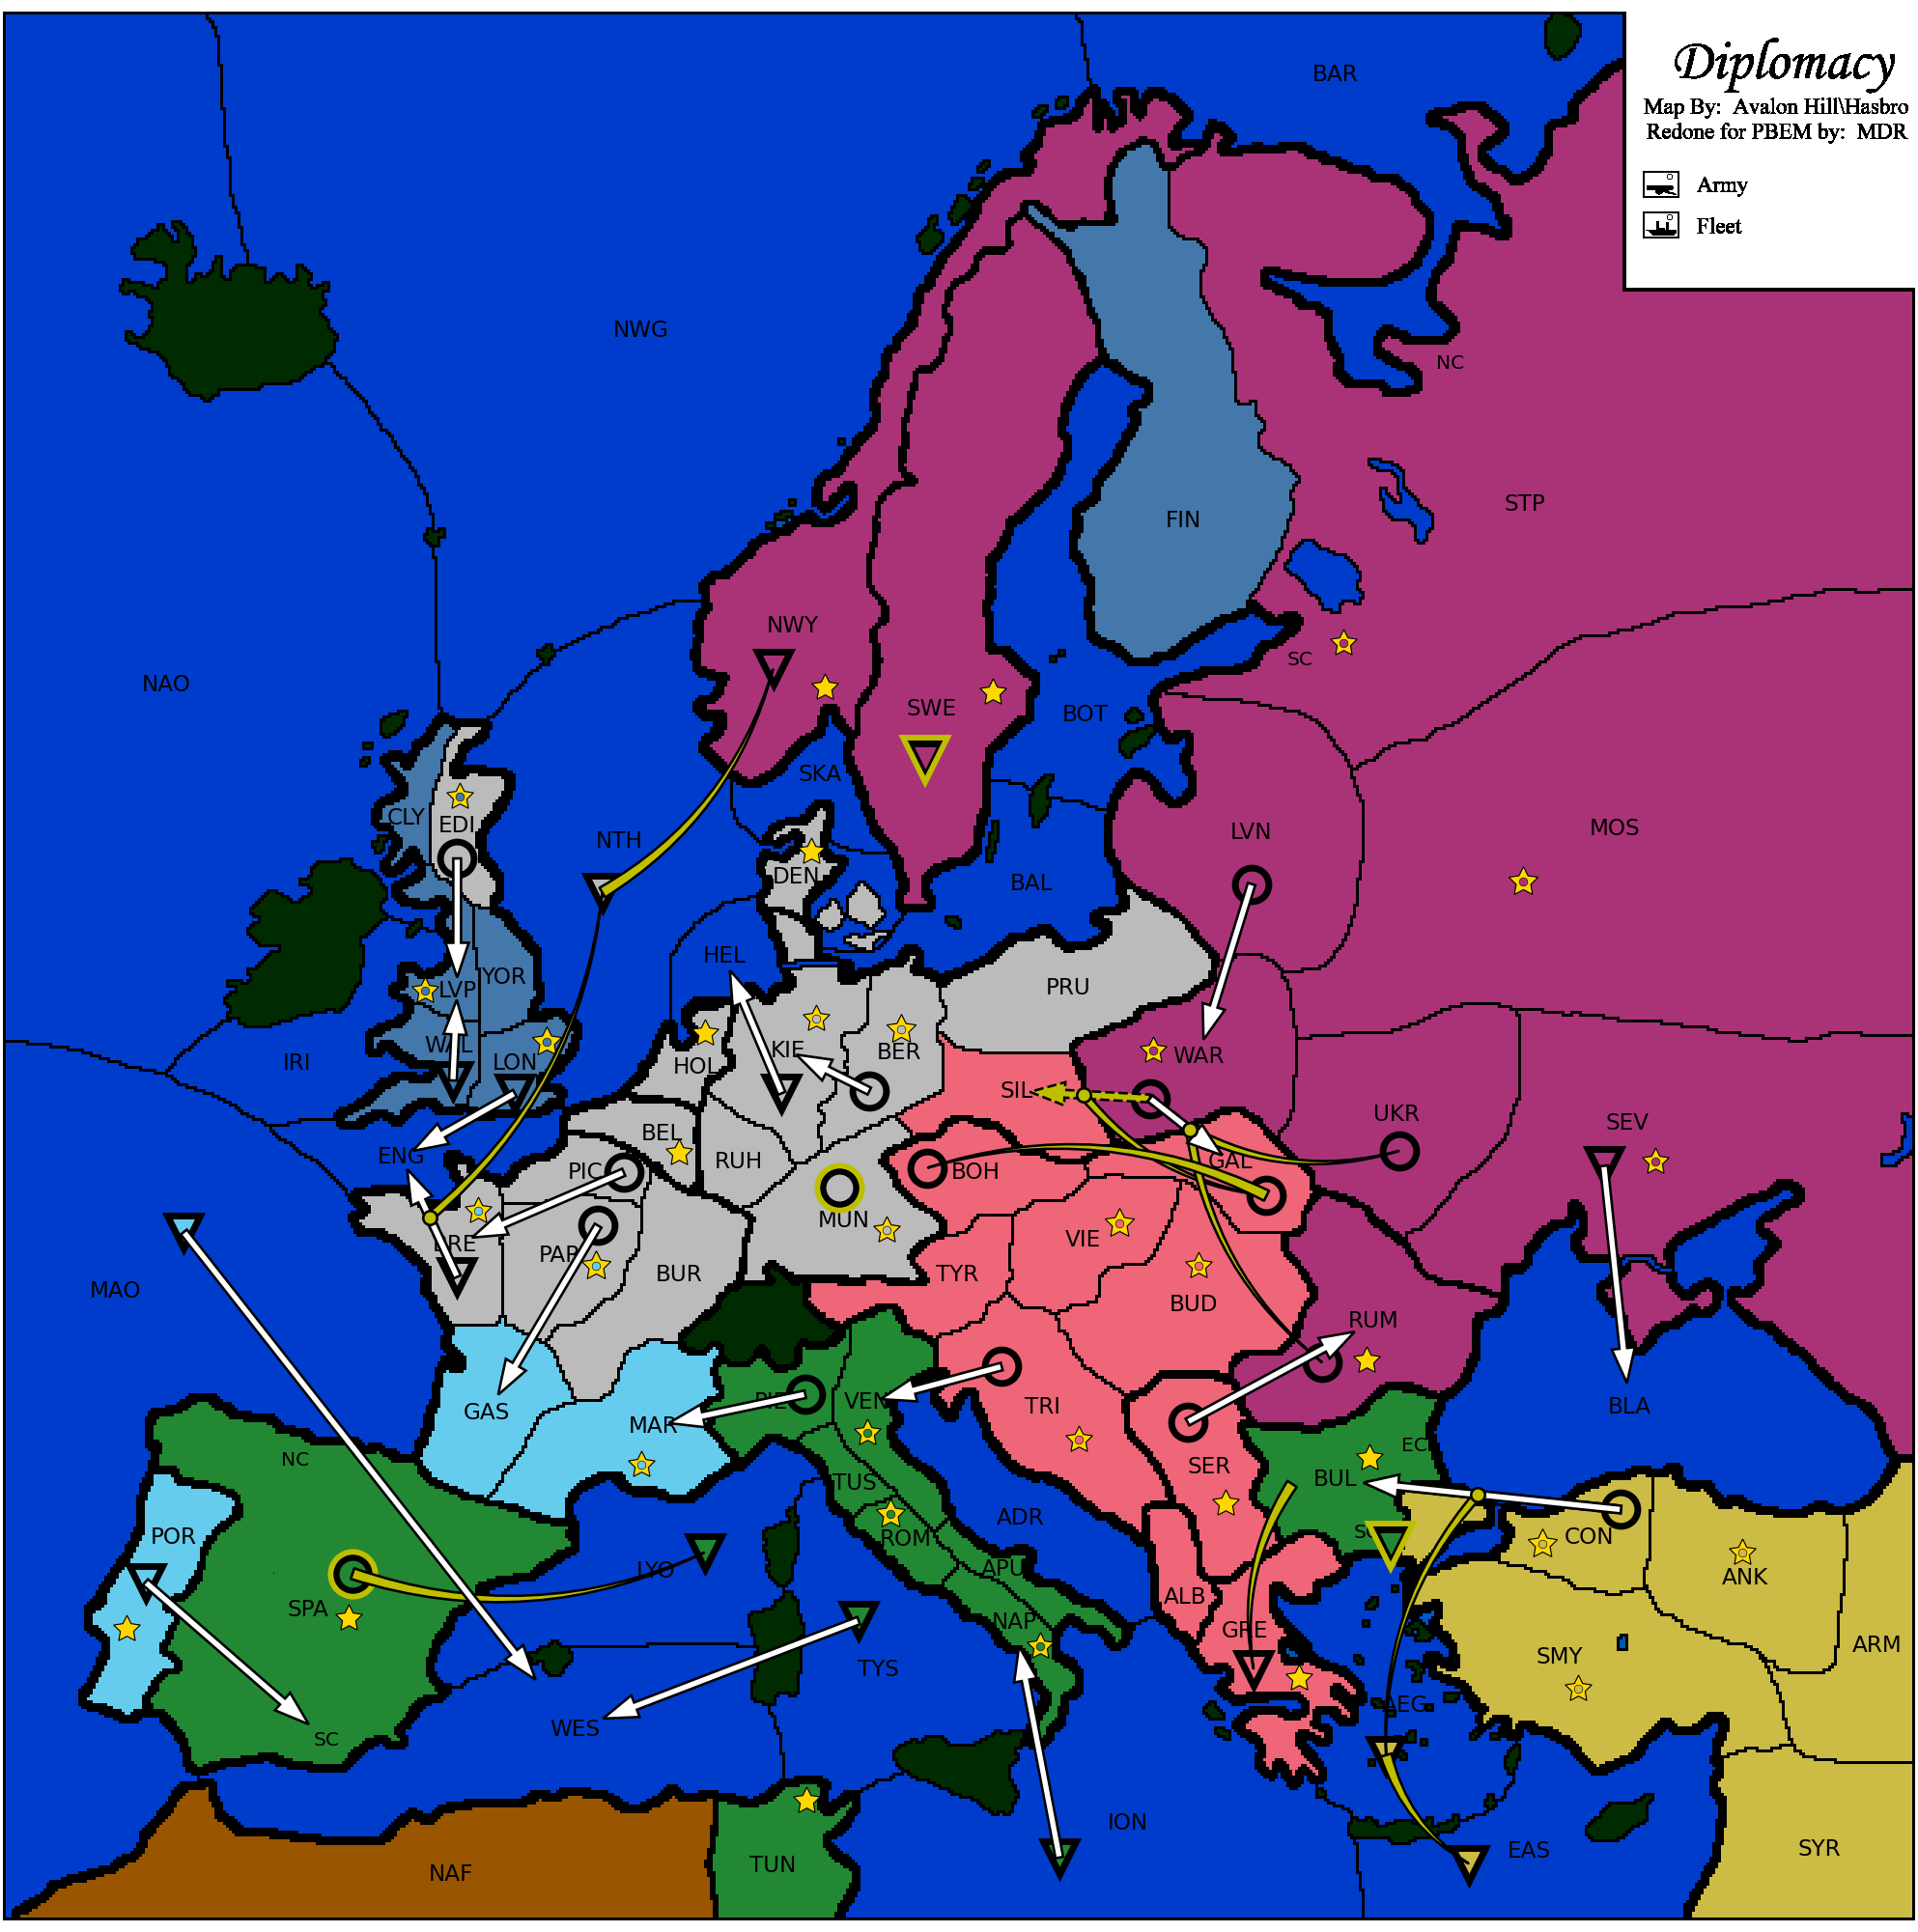 Diplomacy
Map By: Avalon Hill\Hasbro
Redone for PBEM by: MDR
Army
Fleet
BAR
NWG
NC
STP
FIN
NWY
SC
NAO
SWE
BOT
SKA
CLY
EDI
NTH
LVN
MOS
DEN
BAL
HEL
LVP
YOR
PRU
IRI
WAL
LON
HOL
KIE
BER
WAR
SIL
UKR
SEV
ENG
BEL
PIC
RUH
BOH
GAL
MUN
BRE
PAR
BUR
TYR
VIE
BUD
MAO
RUM
GAS
MAR
PIE
VEN
TRI
BLA
NC
SER
BUL
EC
TUS
ROM
ADR
POR
SC
CON
ANK
LYO
APU
SPA
ALB
NAP
GRE
SMY
ARM
TYS
AEG
WES
SC
ION
EAS
SYR
NAF
TUN